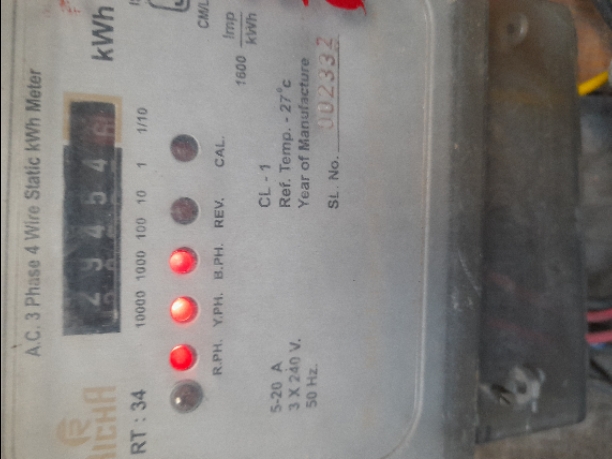 A.C. 3 Phase 4 Wire Static kWh Meter
29454
kWh
10000 1000 100 10 1 1/10
R.PH. Y.PH. B.PH. REV. CAL.
1600 Imp
kWh
RT : 34
5-20 A
3 X 240 V.
50 Hz.
CL - 1
Ref. Temp. - 27°c
Year of Manufacture
SL. No. 002332